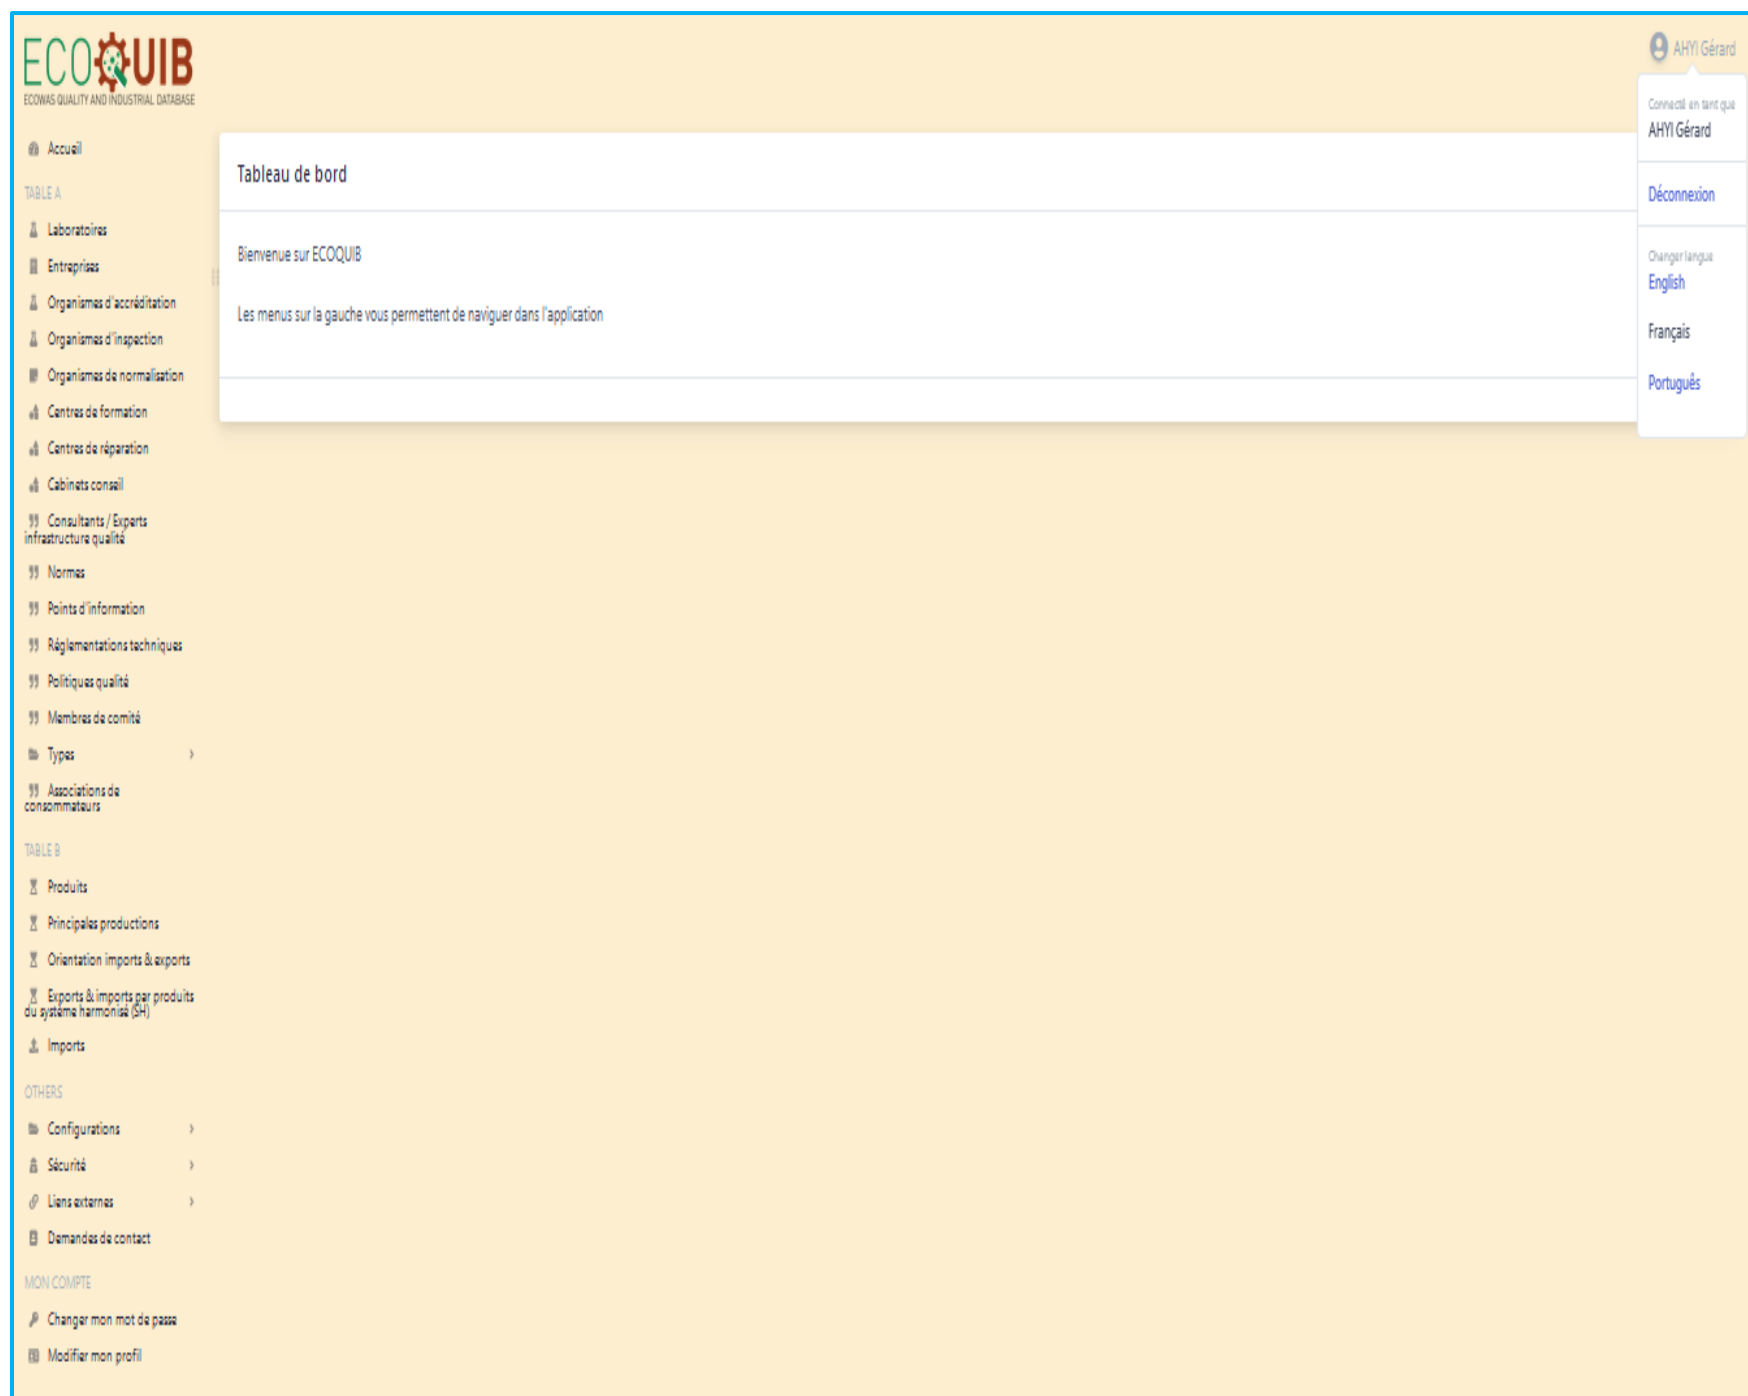 ECOQUIB
ECOWAS QUALITY AND INDUSTRIAL DATABASE
AHYI Gérard
Connecté en tant que
AHYI Gérard
Déconnexion
Changer langue
English
Français
Português
Accueil
TABLE A
Laboratoires
Entreprises
Organismes d'accréditation
Organismes d'inspection
Organismes de normalisation
Centres de formation
Centres de réparation
Cabinets conseil
Consultants / Experts
infrastructure qualité
Normes
Points d'information
Réglementations techniques
Politiques qualité
Membres de comité
Types
Associations de
consommateurs
TABLE B
Produits
Principales productions
Orientation imports & exports
Exports & imports par produits
du système harmonisé (SH)
Imports
OTHERS
Configurations
Sécurité
Liens externes
Demandes de contact
MON COMPTE
Changer mon mot de passe
Modifier mon profil
Tableau de bord
Bienvenue sur ECOQUIB
Les menus sur la gauche vous permettent de naviguer dans l'application